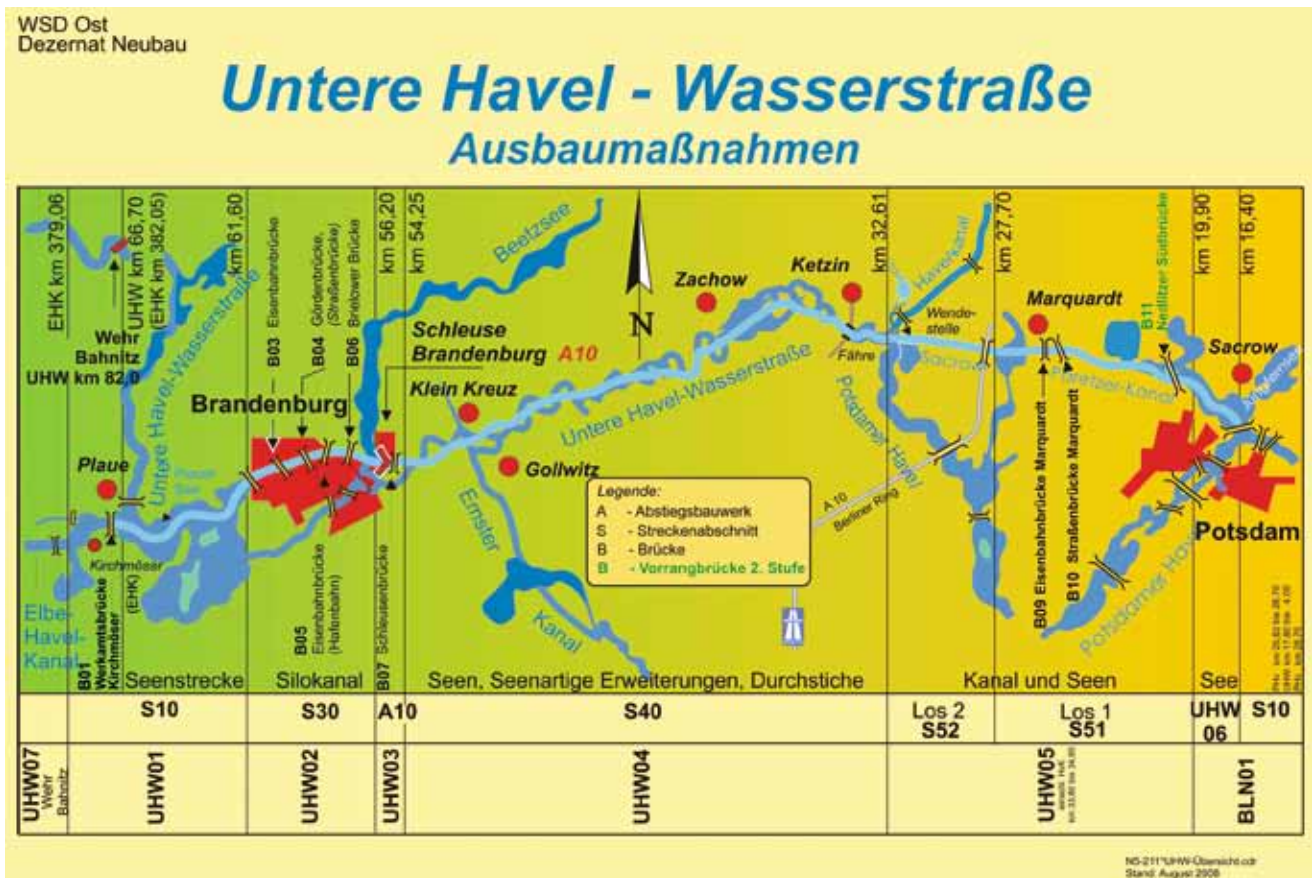 WSD Ost
Dezernat Neubau
Untere Havel - Wasserstraße
Ausbaumaßnahmen
EHK km 379,06
UHW km 66,70
(EHK km 382,05)
km 61,60
Eisenbahnbrücke
B03
Gördenbrücke,
(Straßenbrücke)
B04
Brielower Brücke
B06
km 56,20
km 54,25
Beetzsee
N
Zachow
Ketzin
km 32,61
Havelkanal
km 27,70
Wende-
stelle
Marquardt
B11
Nedlitzer Südbrücke
km 19,90
km 16,40
Sacrow
Wehr
Bahnitz
UHW km 82,0
Untere Havel-Wasserstraße
Schleuse
Brandenburg A10
Klein Kreuz
Brandenburg
Fähre
Sacrow
Paretzer-Kanal
Untere Havel-Wasserstraße
Potsdamer Havel
Plaue
Gollwitz
Kirchmöser
(EHK)
Elbe-
Havel-
Kanal
B01
Werkamtsbrücke
Kirchmöser
B05
Eisenbahnbrücke
(Hafenbahn)
B07 Schleusenbrücke
Emster
Kanal
Legende:
A - Abstiegsbauwerk
S - Streckenabschnitt
B - Brücke
B - Vorrangbrücke 2. Stufe
A 10
Berliner Ring
B09 Eisenbahnbrücke Marquardt
B10 Straßenbrücke Marquardt
Potsdam
Seenstrecke
Silokanal
Seen, Seenartige Erweiterungen, Durchstiche
Kanal und Seen
See
S10
S30
A10
S40
Los 2
S52
Los 1
S51
UHW
06
S10
UHW07
Wehr
Bahnitz
UHW01
UHW02
UHW03
UHW04
UHW05
BLN01
Stand: August 2008